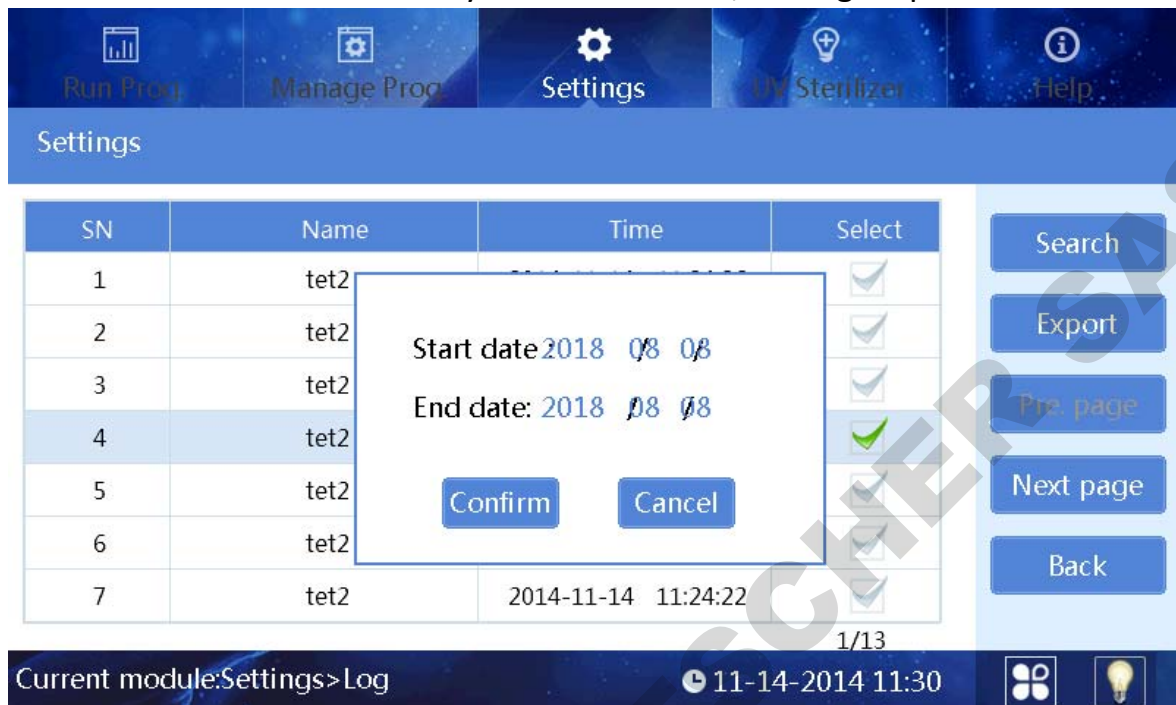 Run Prog. Manage Prog. Settings UV Sterilizer Help
Settings
SN Name Time Select
Search
1 tet2
2 tet2
Export
3 tet2
Pre. page
4 tet2
5 tet2
Next page
6 tet2
7 tet2 2014-11-14 11:24:22
Back
Start date: 2018 / 08 / 08
End date: 2018 / 08 / 08
Confirm Cancel
1/13
Current module:Settings>Log 11-14-2014 11:30
SCHER SAS